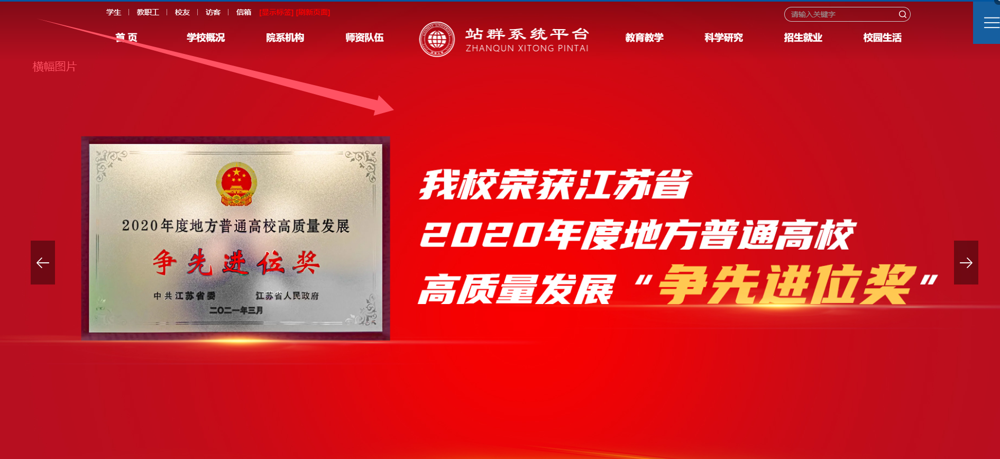 学生 | 教职工 | 校友 | 访客 | 信箱 [显示标签] [刷新页面]
请输入关键字
首 页 学校概况 院系机构 师资队伍
站群系统平台
ZHANQUN XITONG PINTAI
教育教学 科学研究 招生就业 校园生活
横幅图片
2020年度地方普通高校高质量发展
争先进位奖
中共江苏省委 江苏省人民政府
二〇二一年三月
我校荣获江苏省
2020年度地方普通高校
高质量发展“争先进位奖”